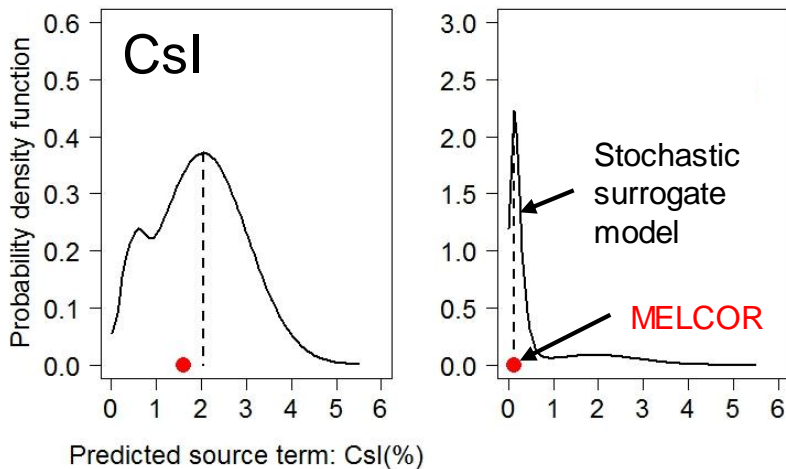 CsI
Probability density function
0.6
0.5
0.4
0.3
0.2
0.1
0.0
0 1 2 3 4 5 6
3.0
2.5
2.0
1.5
1.0
0.5
0.0
0 1 2 3 4 5 6
Stochastic
surrogate
model
MELCOR
Predicted source term: CsI(%)